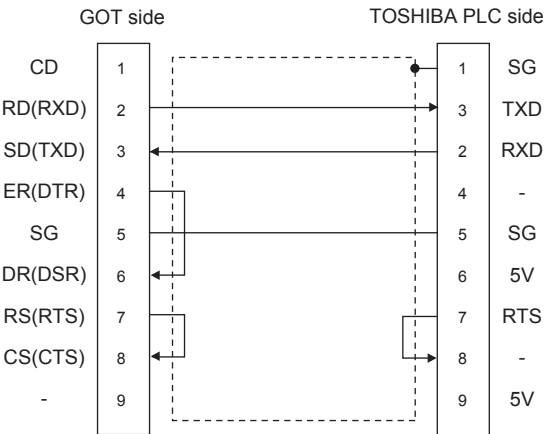 GOT side TOSHIBA PLC side
CD 1 1 SG
RD(RXD) 2 3 TXD
SD(TXD) 3 2 RXD
ER(DTR) 4 4 -
SG 5 5 SG
DR(DSR) 6 6 5V
RS(RTS) 7 7 RTS
CS(CTS) 8 8 -
- 9 9 5V